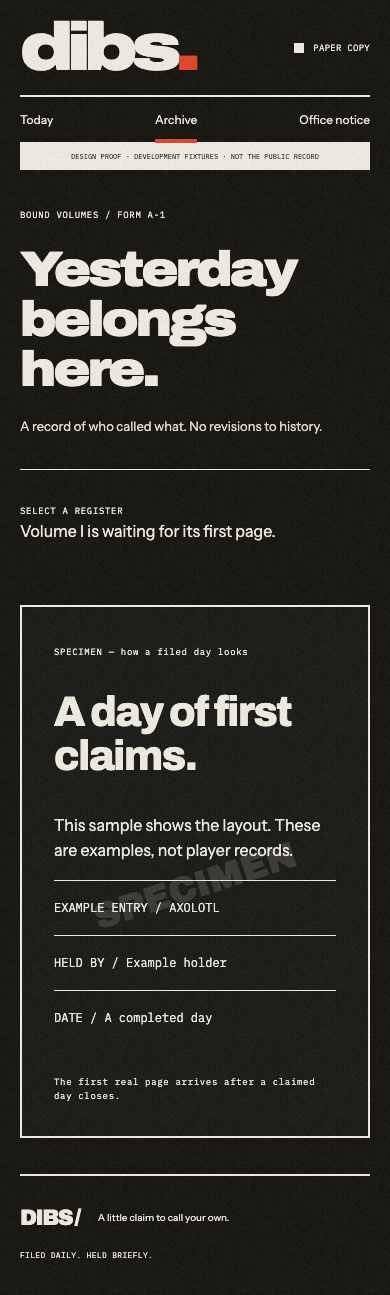 dibs.
PAPER COPY
Today Archive Office notice
DESIGN PROOF · DEVELOPMENT FIXTURES · NOT THE PUBLIC RECORD
BOUND VOLUMES / FORM A-1
Yesterday
belongs
here.
A record of who called what. No revisions to history.
SELECT A REGISTER
Volume I is waiting for its first page.
SPECIMEN — how a filed day looks
A day of first
claims.
This sample shows the layout. These
are examples, not player records.
SPECIMEN
EXAMPLE ENTRY / AXOLOTL
HELD BY / Example holder
DATE / A completed day
The first real page arrives after a claimed
day closes.
DIBS/ A little claim to call your own.
FILED DAILY. HELD BRIEFLY.